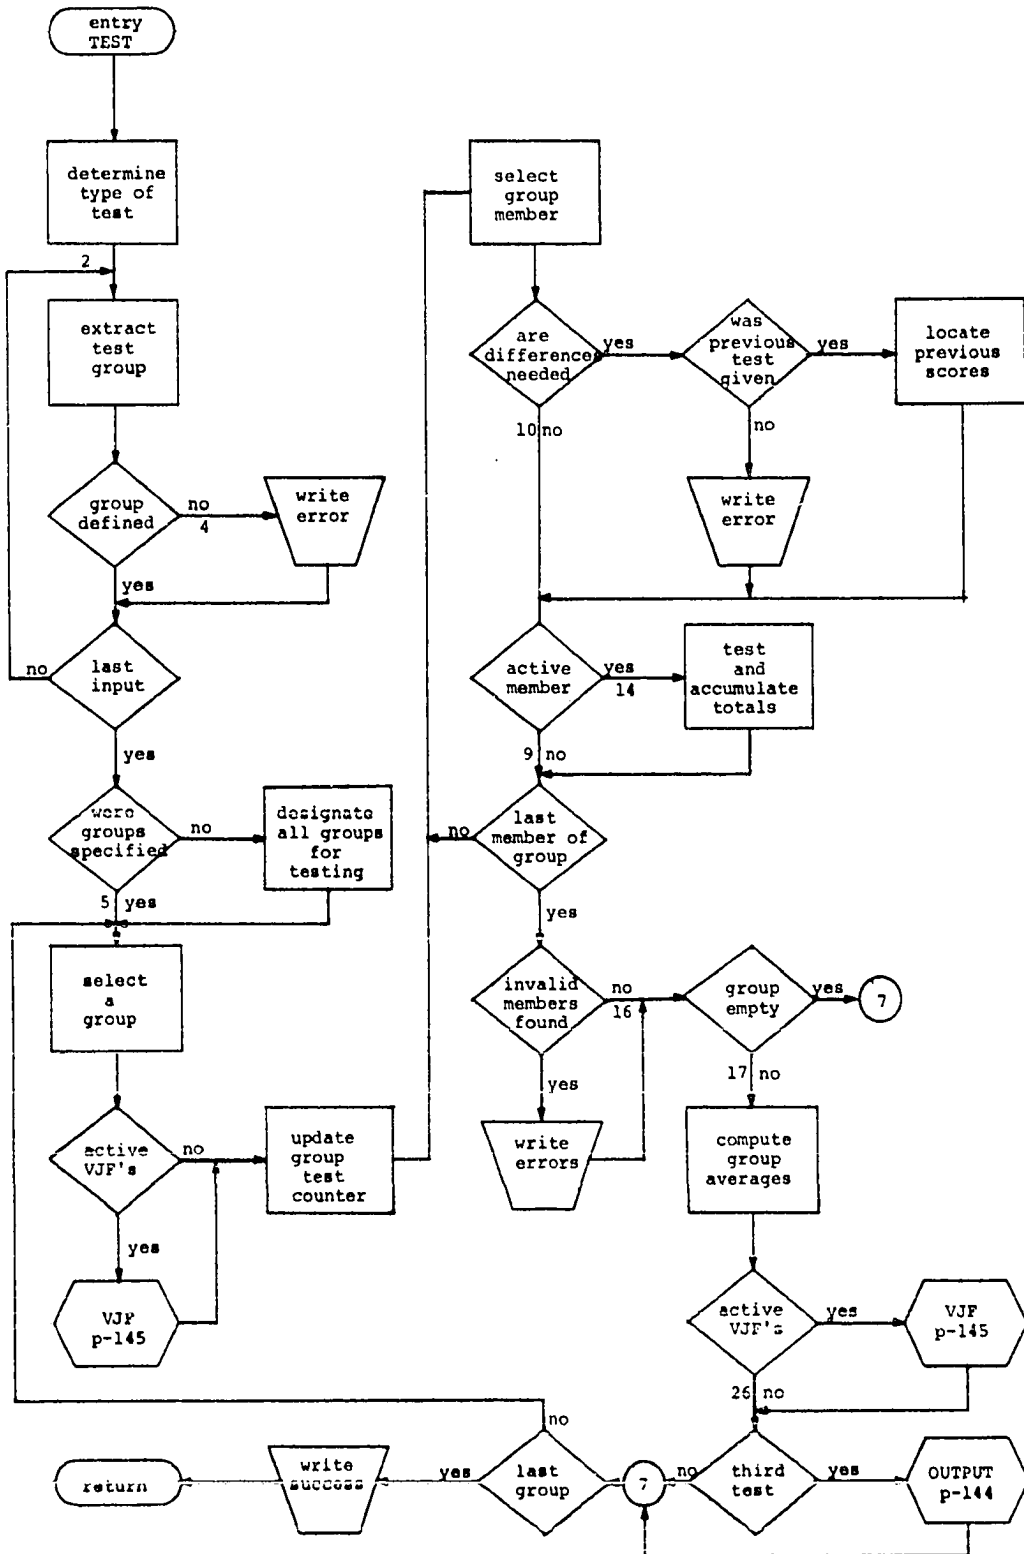 entry
TEST
determine
type of
test
2
extract
test
group
group
defined
no
4
write
error
yes
last
input
no
yes
were
groups
specified
no
designate
all groups
for
testing
5 yes
select
a
group
active
VJF's
no
update
group
test
counter
yes
VJF
p-145
select
group
member
are
differences
needed
yes
was
previous
test
given
yes
locate
previous
scores
10 no
no
write
error
active
member
yes
14
test
and
accumulate
totals
9 no
last
member of
group
no
yes
invalid
members
found
no
16
group
empty
yes
7
yes
write
errors
17 no
compute
group
averages
active
VJF's
yes
VJF
p-145
26 no
third
test
yes
OUTPUT
p-144
no
7
last
group
no
yes
write
success
return